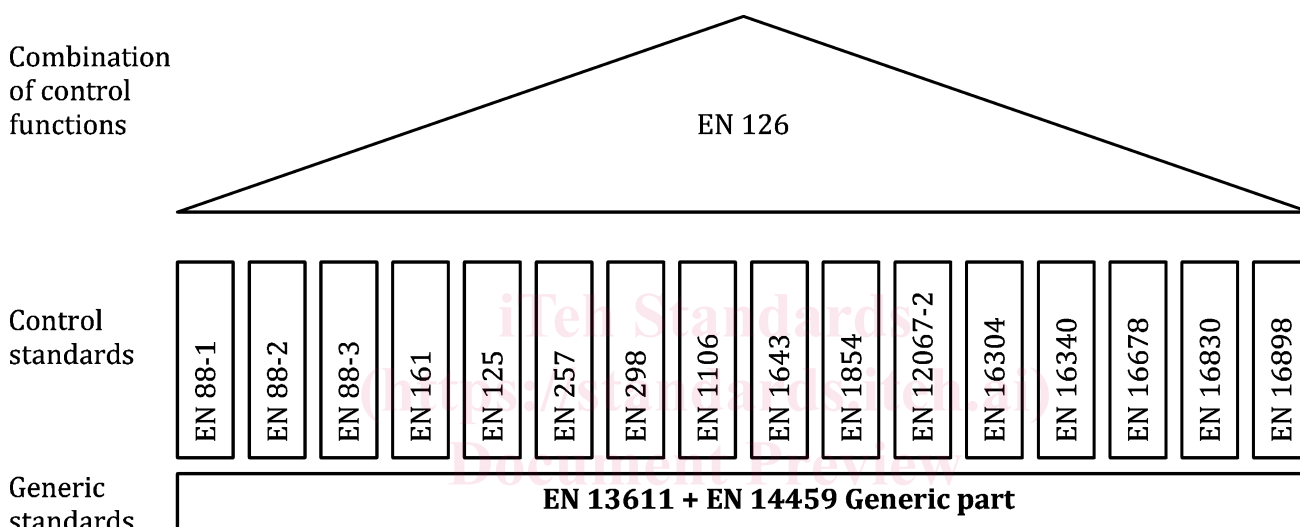 Combination
of control
functions
EN 126
Control
standards
EN 88-1
EN 88-2
EN 88-3
EN 161
EN 125
EN 257
EN 298
EN 1106
EN 1643
EN 1854
EN 12067-2
EN 16304
EN 16340
EN 16678
EN 16830
EN 16898
iTeh Standards
(https://standards.iteh.ai)
Document Preview
Generic
standards
EN 13611 + EN 14459 Generic part